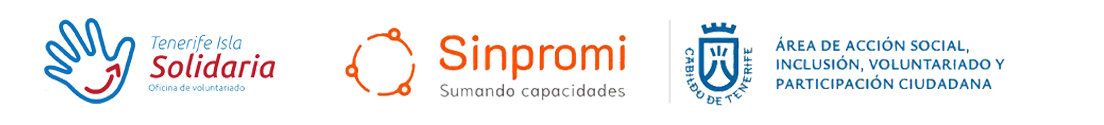 Tenerife Isla
Solidaria
Oficina de voluntariado
Sinpromi
Sumando capacidades
CABILDO DE TENERIFE
ÁREA DE ACCIÓN SOCIAL,
INCLUSIÓN, VOLUNTARIADO Y
PARTICIPACIÓN CIUDADANA